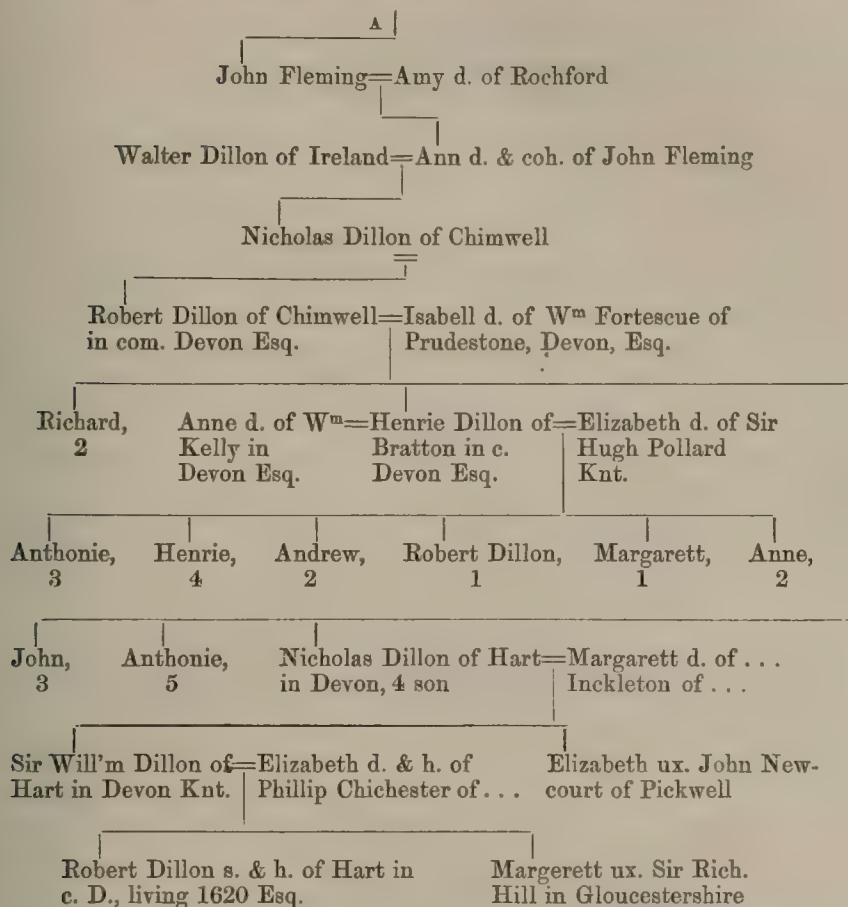 A
John Fleming=Amy d. of Rochford
Walter Dillon of Ireland=Ann d. & coh. of John Fleming
Nicholas Dillon of Chimwell
=
Robert Dillon of Chimwell=Isabell d. of Wᵐ Fortescue of
in com. Devon Esq. Prudestone, Devon, Esq.
Richard, Anne d. of Wᵐ=Henrie Dillon of=Elizabeth d. of Sir
2 Kelly in Bratton in c. Hugh Pollard
Devon Esq. Devon Esq. Knt.
Anthonie, Henrie, Andrew, Robert Dillon, Margarett, Anne,
3 4 2 1 1 2
John, Anthonie, Nicholas Dillon of Hart=Margarett d. of . . .
3 5 in Devon, 4 son Inckleton of . . .
Sir Will'm Dillon of=Elizabeth d. & h. of Elizabeth ux. John New-
Hart in Devon Knt. Phillip Chichester of . . . court of Pickwell
Robert Dillon s. & h. of Hart in Margerett ux. Sir Rich.
c. D., living 1620 Esq. Hill in Gloucestershire